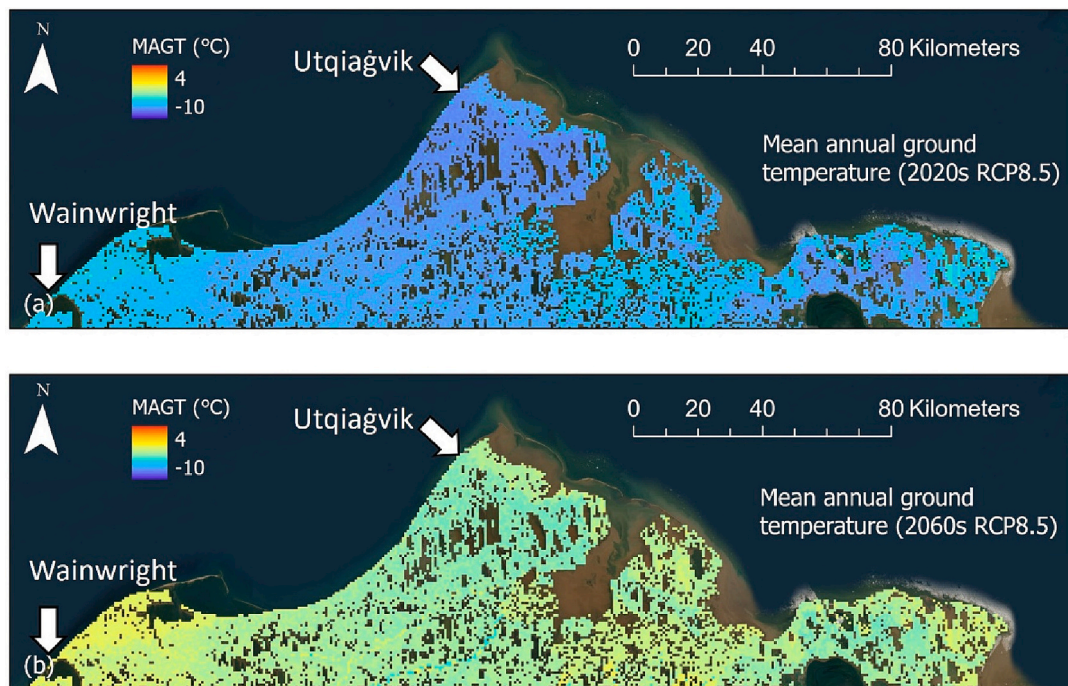 N
MAGT (°C)
4
-10
Utqiaġvik
0 20 40 80 Kilometers
Mean annual ground
temperature (2020s RCP8.5)
Wainwright
(a)
N
MAGT (°C)
4
-10
Utqiaġvik
0 20 40 80 Kilometers
Mean annual ground
temperature (2060s RCP8.5)
Wainwright
(b)